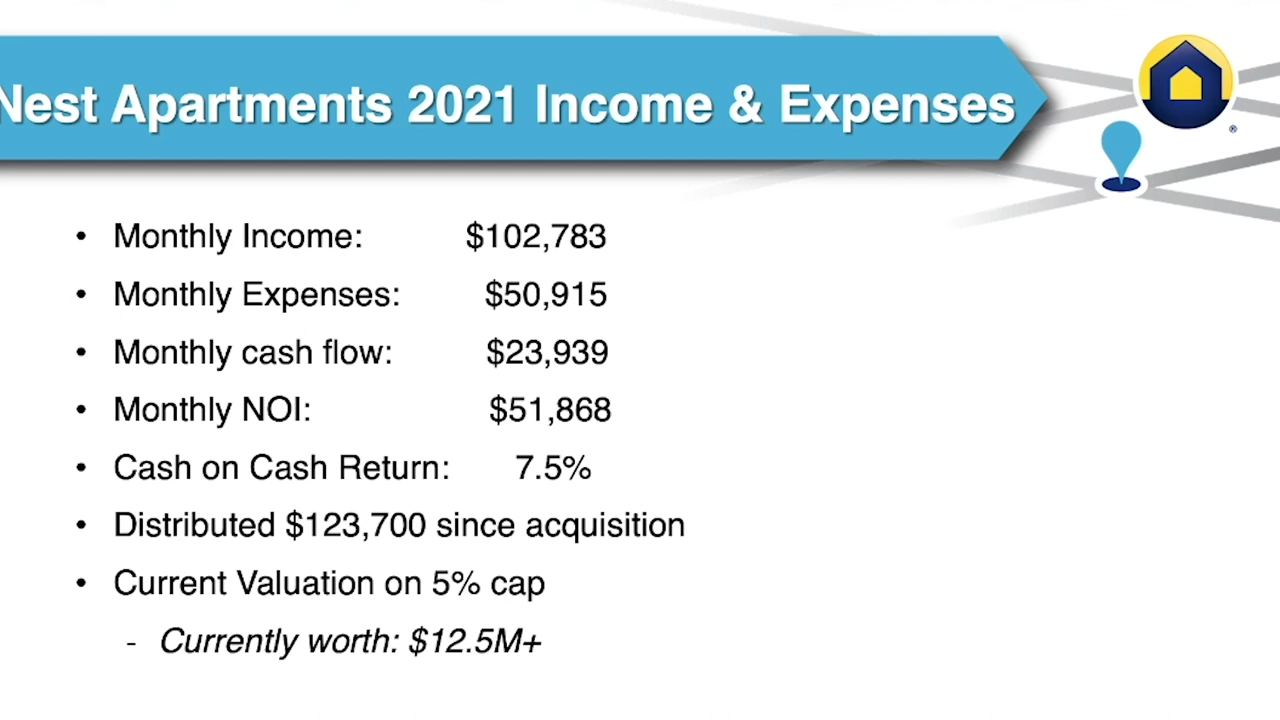 Nest Apartments 2021 Income & Expenses
• Monthly Income: $102,783
• Monthly Expenses: $50,915
• Monthly cash flow: $23,939
• Monthly NOI: $51,868
• Cash on Cash Return: 7.5%
• Distributed $123,700 since acquisition
• Current Valuation on 5% cap
- Currently worth: $12.5M+
®